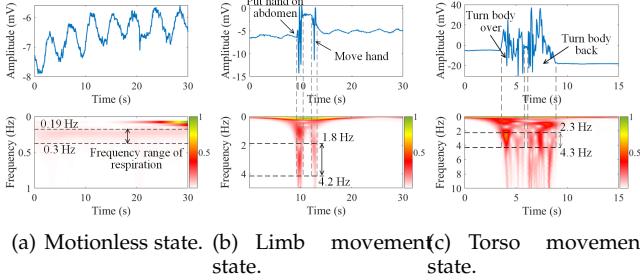 Amplitude (mV)
-6
-7
-8
0 10 20 30
Time (s)
Put hand on
abdomen
Move hand
Amplitude (mV)
5
0
-5
-10
-15
0 10 20 30
Time (s)
Turn body
over
Turn body
back
Amplitude (mV)
40
20
0
-20
0 5 10 15
Time (s)
Frequency (Hz)
0
0.5
1
0.19 Hz
0.3 Hz
Frequency range of
respiration
1
0.5
0 10 20 30
Time (s)
Frequency (Hz)
0
2
4
1.8 Hz
4.2 Hz
1
0.5
0 10 20 30
Time (s)
Frequency (Hz)
0
2
4
6
8
10
2.3 Hz
4.3 Hz
1
0.5
0 5 10 15
Time (s)
(a) Motionless state.
(b) Limb movement
state.
(c) Torso movemen
state.